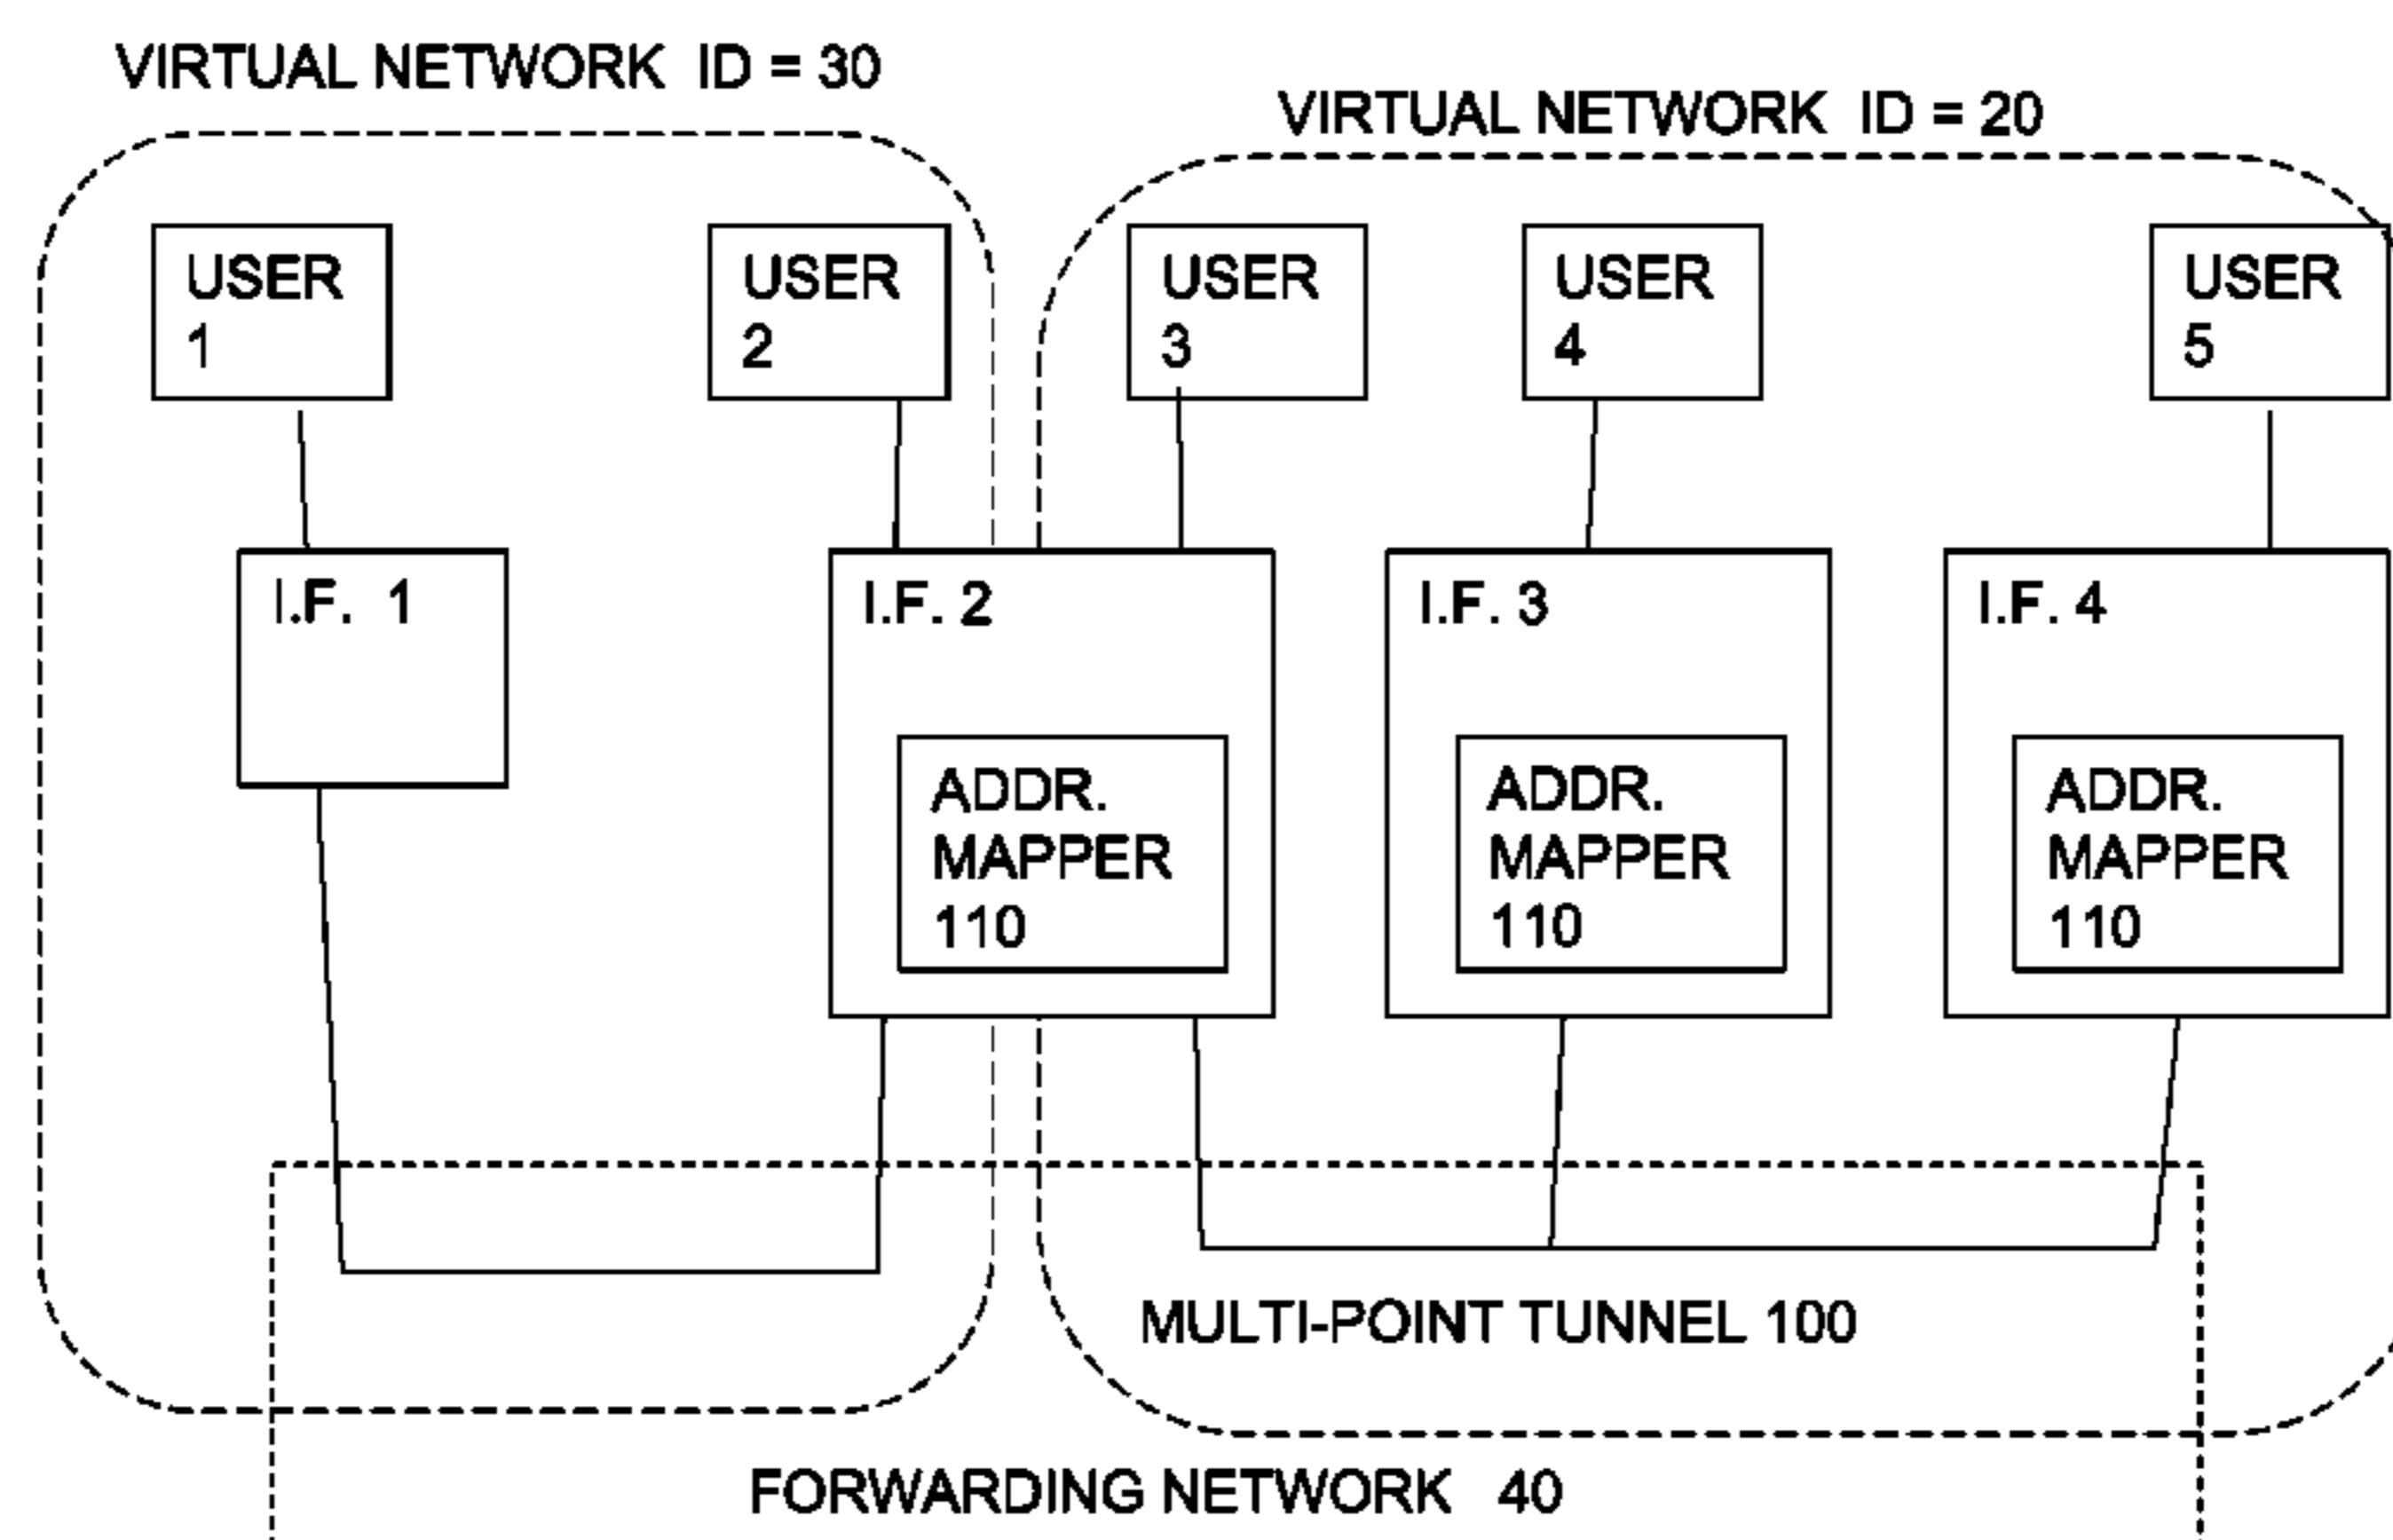 VIRTUAL NETWORK ID = 30
VIRTUAL NETWORK ID = 20
USER
1
USER
2
USER
3
USER
4
USER
5
I.F. 1
I.F. 2
I.F. 3
I.F. 4
ADDR.
MAPPER
110
ADDR.
MAPPER
110
ADDR.
MAPPER
110
MULTI-POINT TUNNEL 100
FORWARDING NETWORK 40